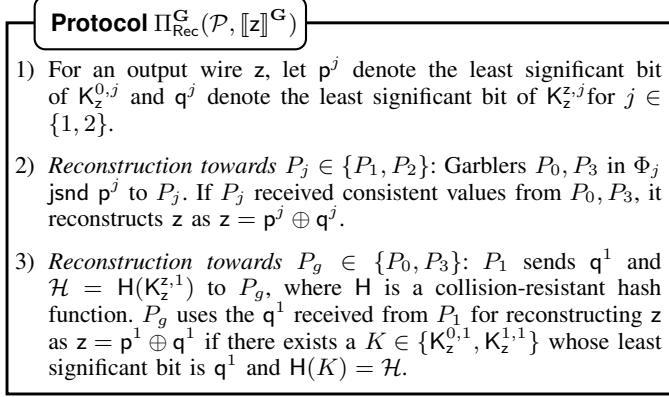 Protocol Π^G_Rec(𝒫, ⟦z⟧^G)
1) For an output wire z, let p^j denote the least significant bit
of K_z^{0,j} and q^j denote the least significant bit of K_z^{z,j} for j ∈
{1, 2}.
2) Reconstruction towards P_j ∈ {P_1, P_2}: Garblers P_0, P_3 in Φ_j
jsnd p^j to P_j. If P_j received consistent values from P_0, P_3, it
reconstructs z as z = p^j ⊕ q^j.
3) Reconstruction towards P_g ∈ {P_0, P_3}: P_1 sends q^1 and
ℋ = H(K_z^{z,1}) to P_g, where H is a collision-resistant hash
function. P_g uses the q^1 received from P_1 for reconstructing z
as z = p^1 ⊕ q^1 if there exists a K ∈ {K_z^{0,1}, K_z^{1,1}} whose least
significant bit is q^1 and H(K) = ℋ.